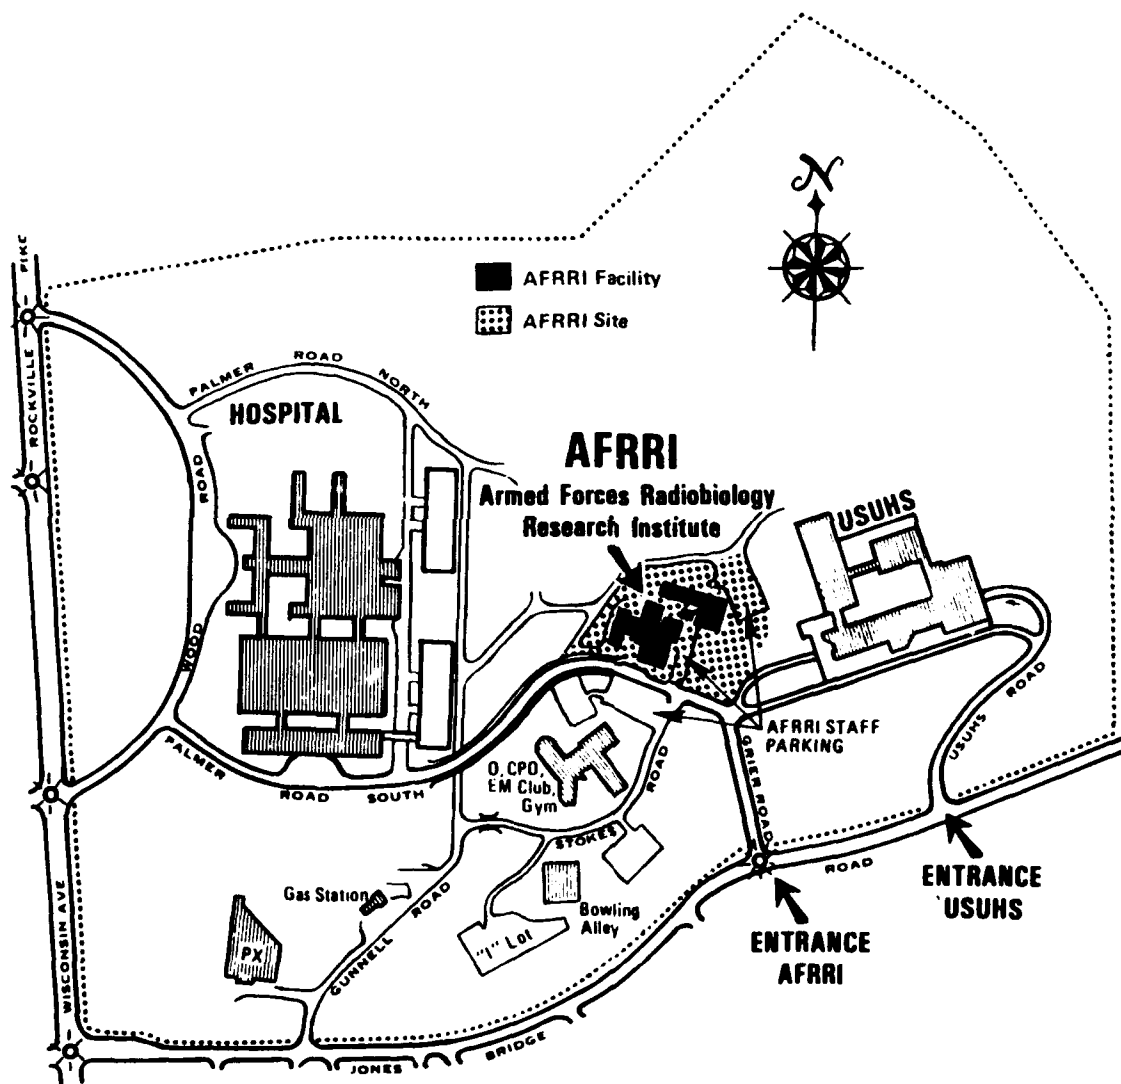 N
PIKE
ROCKVILLE
WISCONSIN AVE
AFRRI Facility
AFRRI Site
PALMER
ROAD
NORTH
HOSPITAL
ROAD
WOOD
AFRRI
Armed Forces Radiobiology
Research Institute
USUHS
PALMER
ROAD
SOUTH
AFRRI STAFF
PARKING
ROAD
USUHS
O, CPO,
EM Club,
Gym
ROAD
STOKES
GRIER ROAD
ROAD
ENTRANCE
USUHS
ENTRANCE
AFRRI
Gas Station
ROAD
GUNNELL
Bowling
Alley
"I" Lot
PX
JONES
BRIDGE